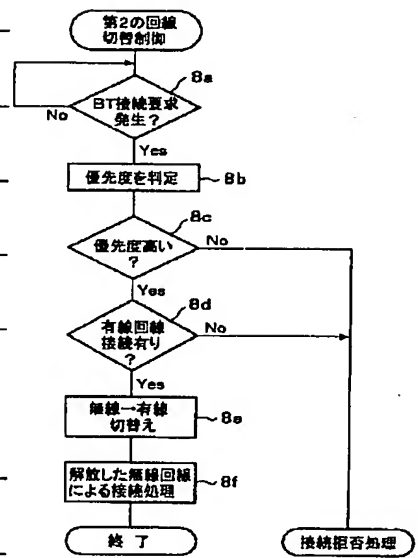 第2の回線
切替制御
8a
BT接続要求
発生?
No
Yes
優先度を判定
8b
8c
優先度高い
?
No
Yes
8d
有線回線
接続有り
?
No
Yes
無線→有線
切替え
8e
解放した無線回線
による接続処理
8f
終了
接続拒否処理